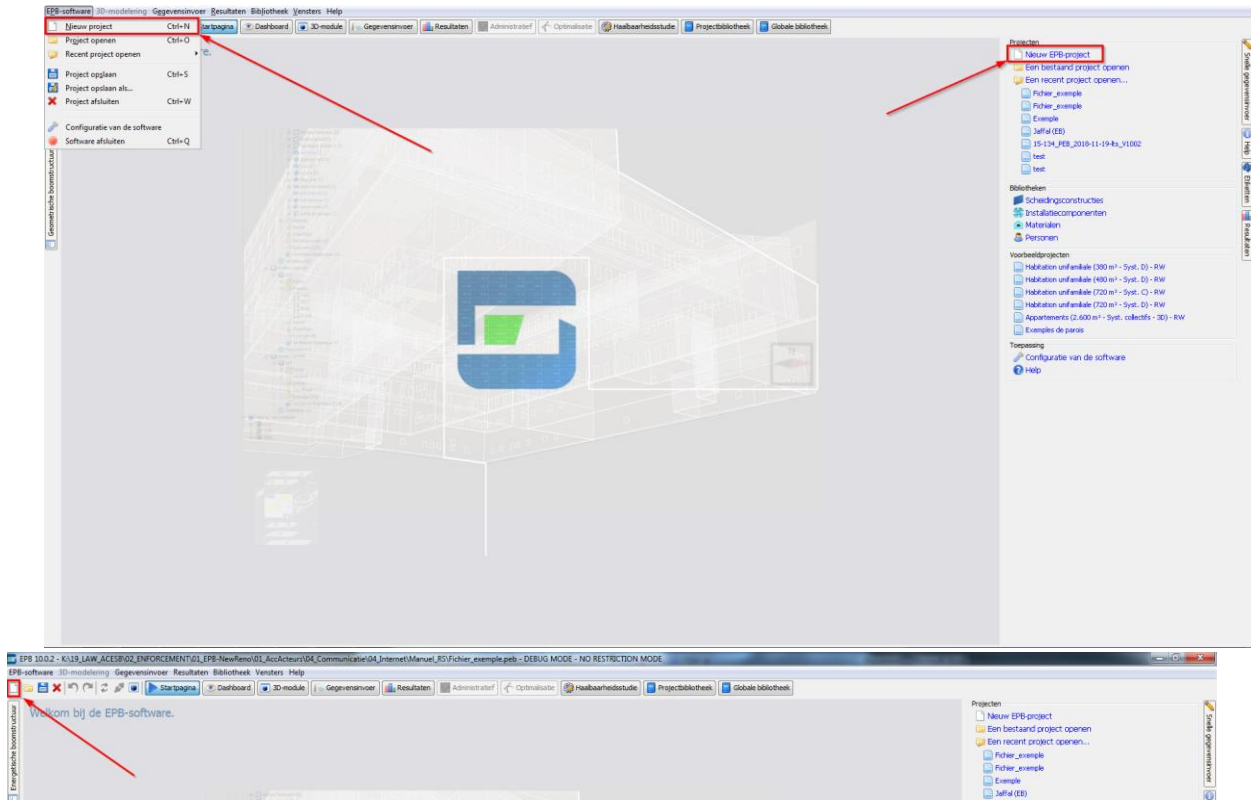 EPB-software 3D-modelering Gegevensinvoer Resultaten Bibliotheek Vensters Help
Nieuw project Ctrl+N
Project openen Ctrl+O
Recent project openen
Project opslaan Ctrl+S
Project opslaan als...
Project afsluiten Ctrl+W
Configuratie van de software
Software afsluiten Ctrl+Q
Startpagina Dashboard 3D-module Gegevensinvoer Resultaten Administratief Optimalisatie Haalbaarheidsstudie Projectbibliotheek Globale bibliotheek
Geometrische boomstructuur
Projecten
Nieuw EPB-project
Een bestaand project openen
Een recent project openen...
Fichier_exemple
Fichier_exemple
Exemple
Jaffal (EB)
15-134_PEB_2018-11-19-lts_V1002
test
test
Bibliotheken
Scheidingsconstructies
Installatiecomponenten
Materialen
Personen
Voorbeeldprojecten
Habitation unifamiliale (380 m² - Syst. D) - RW
Habitation unifamiliale (480 m² - Syst. D) - RW
Habitation unifamiliale (720 m² - Syst. C) - RW
Habitation unifamiliale (720 m² - Syst. D) - RW
Appartements (2.600 m³ - Syst. collectifs - 3D) - RW
Exemples de parois
Toepassing
Configuratie van de software
Help
Snelle gegevensinvoer
Help
Etiketten
Resultaten
EPB 10.0.2 - K:\19_LAW_ACESB\02_ENFORCEMENT\01_EPB-NewReno\01_AccActeurs\04_Communicatie\04_Internet\Manuel_RS\Fichier_exemple.peb - DEBUG MODE - NO RESTRICTION MODE
EPB-software 3D-modelering Gegevensinvoer Resultaten Bibliotheek Vensters Help
Startpagina Dashboard 3D-module Gegevensinvoer Resultaten Administratief Optimalisatie Haalbaarheidsstudie Projectbibliotheek Globale bibliotheek
Energetische boomstructuur
Welkom bij de EPB-software.
Projecten
Nieuw EPB-project
Een bestaand project openen
Een recent project openen...
Fichier_exemple
Fichier_exemple
Exemple
Jaffal (EB)
Snelle gegevensinvoer